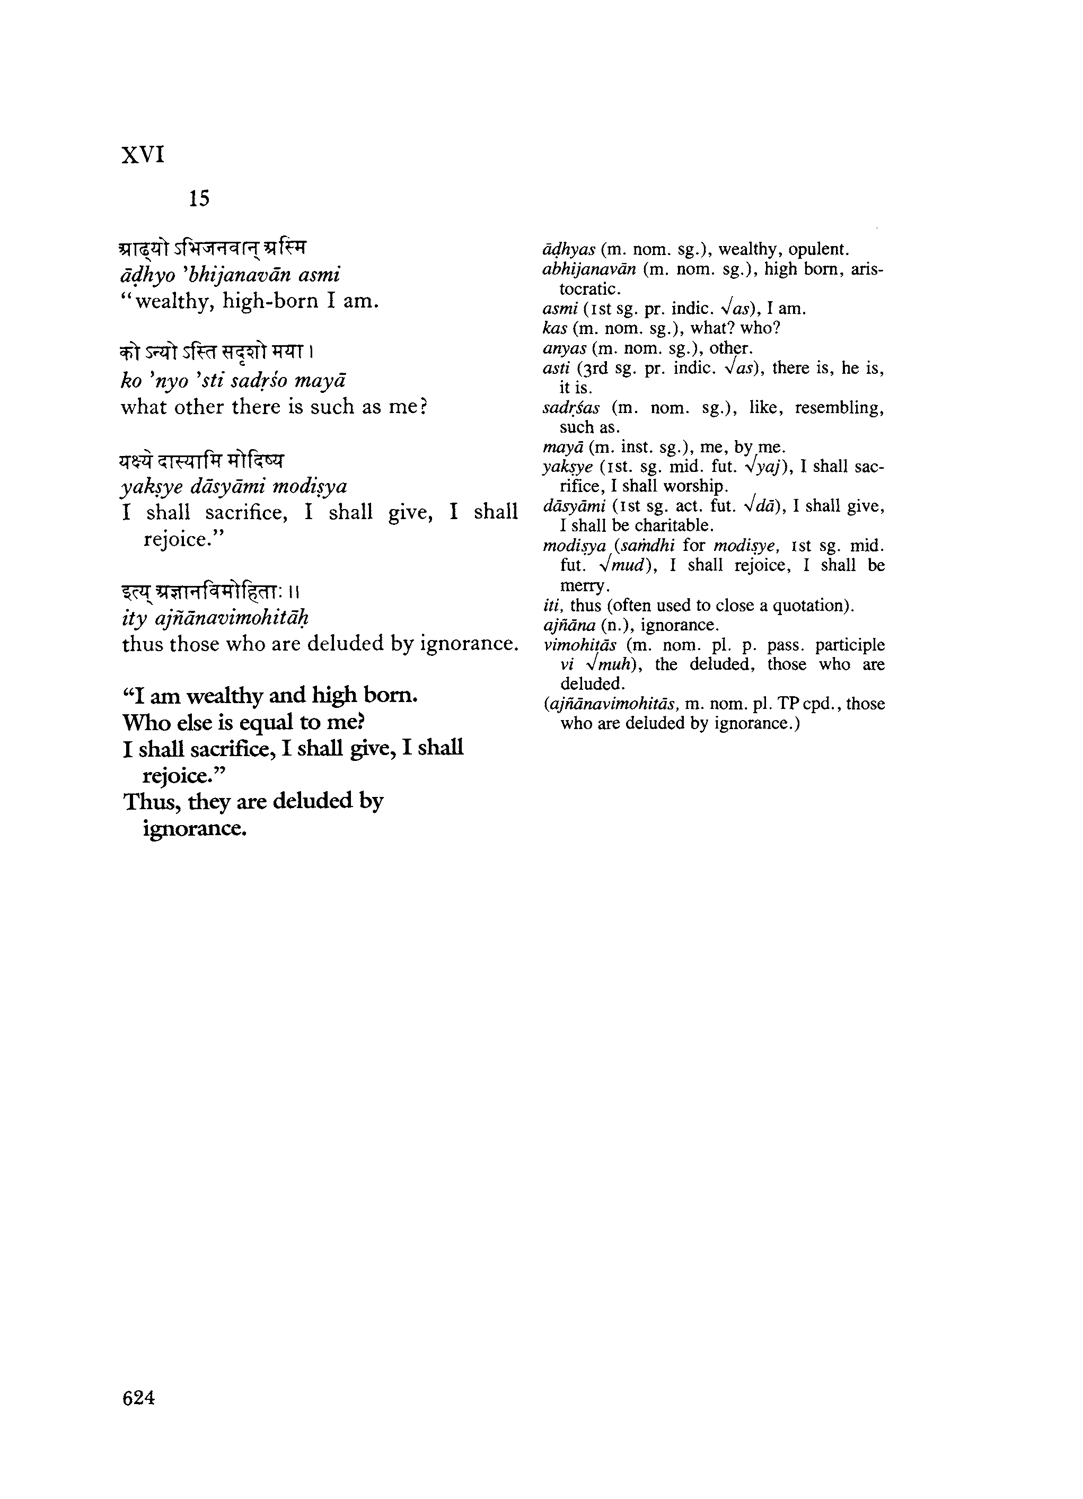 XVI
15
आढ्यो ऽभिजनवान् अस्मि
āḍhyo 'bhijanavān asmi
“wealthy, high-born I am.
को ऽन्यो ऽस्ति सदृशो मया ।
ko 'nyo 'sti sadṛśo mayā
what other there is such as me?
यक्ष्ये दास्यामि मोदिष्य
yakṣye dāsyāmi modiṣya
I shall sacrifice, I shall give, I shall
rejoice.”
इत्य् अज्ञानविमोहिताः ॥
ity ajñānavimohitāḥ
thus those who are deluded by ignorance.
“I am wealthy and high born.
Who else is equal to me?
I shall sacrifice, I shall give, I shall
rejoice.”
Thus, they are deluded by
ignorance.
āḍhyas (m. nom. sg.), wealthy, opulent.
abhijanavān (m. nom. sg.), high born, aris-
tocratic.
asmi (1st sg. pr. indic. √as), I am.
kas (m. nom. sg.), what? who?
anyas (m. nom. sg.), other.
asti (3rd sg. pr. indic. √as), there is, he is,
it is.
sadṛśas (m. nom. sg.), like, resembling,
such as.
mayā (m. inst. sg.), me, by me.
yakṣye (1st. sg. mid. fut. √yaj), I shall sac-
rifice, I shall worship.
dāsyāmi (1st sg. act. fut. √dā), I shall give,
I shall be charitable.
modiṣya (saṁdhi for modiṣye, 1st sg. mid.
fut. √mud), I shall rejoice, I shall be
merry.
iti, thus (often used to close a quotation).
ajñāna (n.), ignorance.
vimohitās (m. nom. pl. p. pass. participle
vi √muh), the deluded, those who are
deluded.
(ajñānavimohitās, m. nom. pl. TP cpd., those
who are deluded by ignorance.)
624